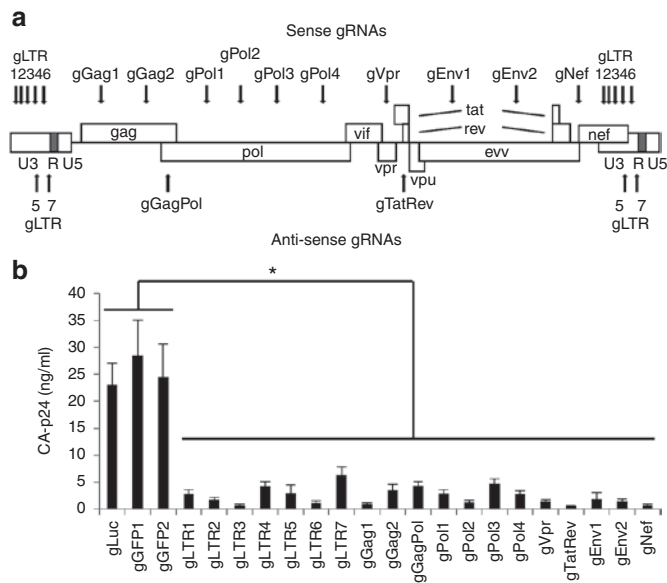 a
Sense gRNAs
gLTR gPol2 gLTR
12346 gGag1 gGag2 gPol1 gPol3 gPol4 gVpr gEnv1 gEnv2 gNef 12346
tat
gag vif rev nef
pol evv
U3 R U5 vpr vpu U3 R U5
5 7 gGagPol gTatRev 5 7
gLTR gLTR
Anti-sense gRNAs
b
*
CA-p24 (ng/ml)
40
35
30
25
20
15
10
5
0
gLuc
gGFP1
gGFP2
gLTR1
gLTR2
gLTR3
gLTR4
gLTR5
gLTR6
gLTR7
gGag1
gGag2
gGagPol
gPol1
gPol2
gPol3
gPol4
gVpr
gTatRev
gEnv1
gEnv2
gNef